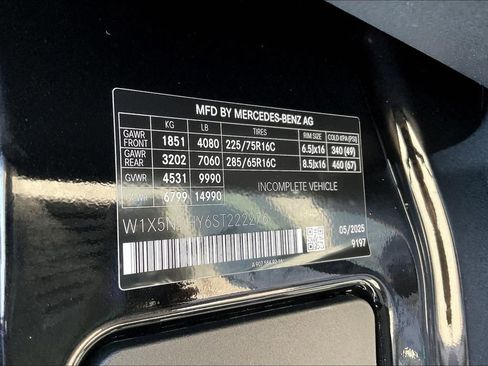 MFD BY MERCEDES-BENZ AG
KG LB RIM SIZE COLD KPA (PSI)
GAWR FRONT 1851 4080 225/75R16C 6.5Jx16 340 (49)
GAWR REAR 3202 7060 285/65R16C 8.5Jx16 460 (67)
GVWR 4531 9990
6799 14990
INCOMPLETE VEHICLE
05/2025
9197